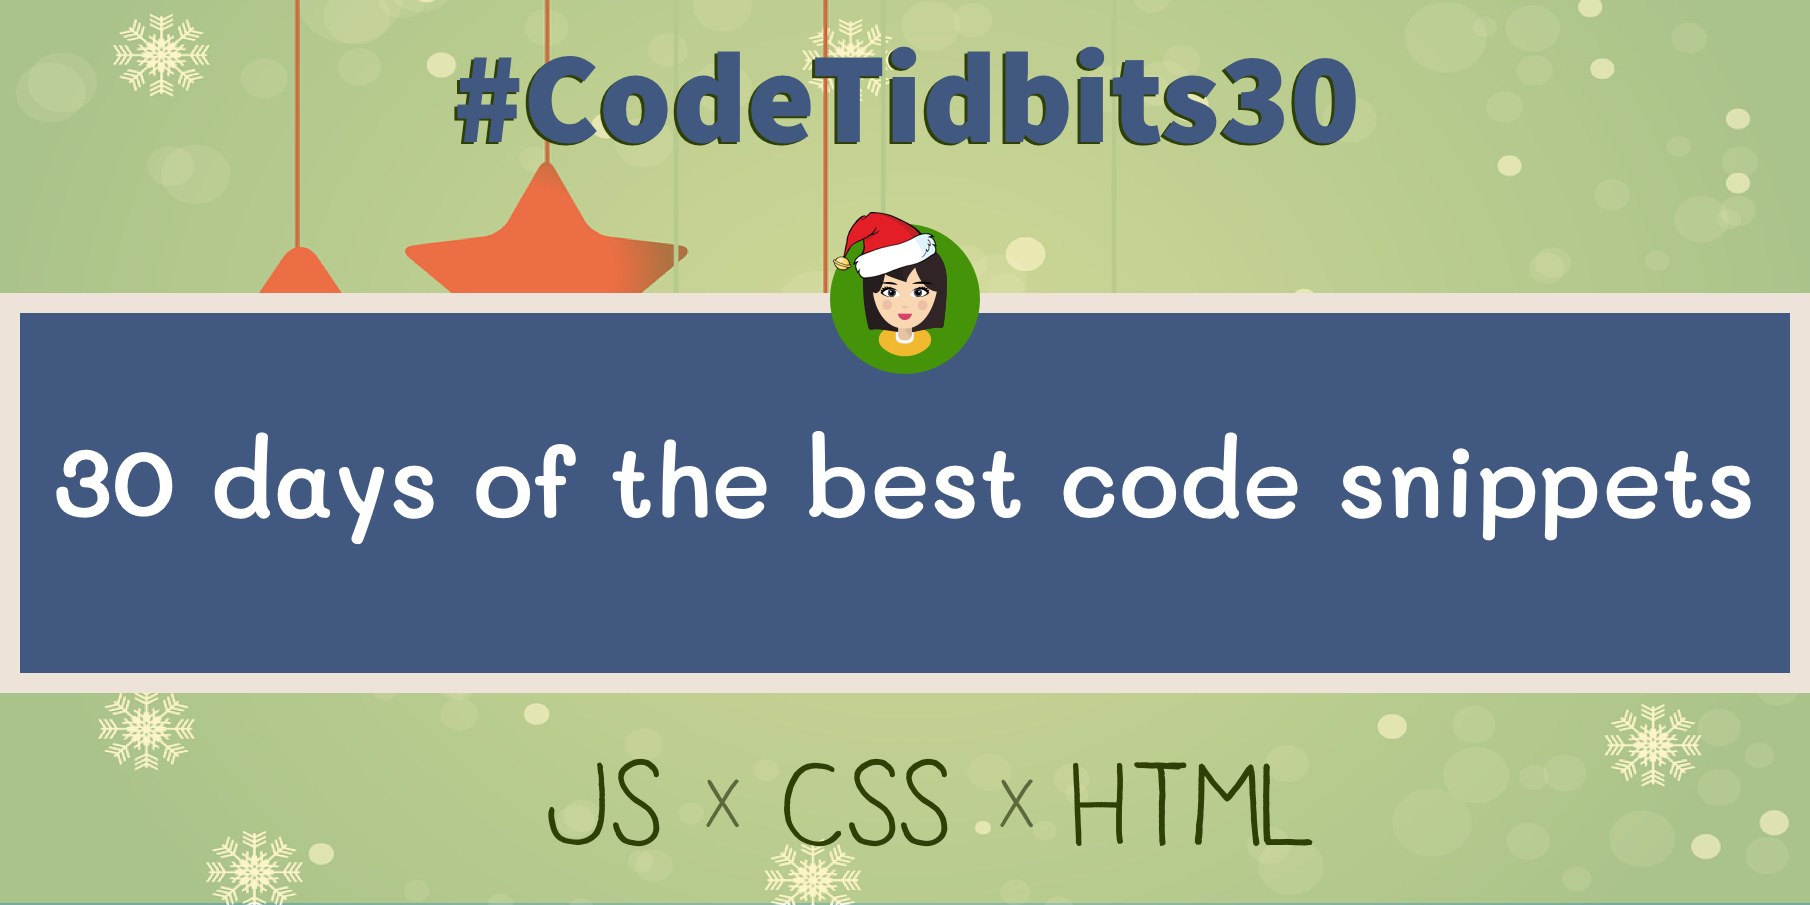 #CodeTidbits30
30 days of the best code snippets
JS x CSS x HTML